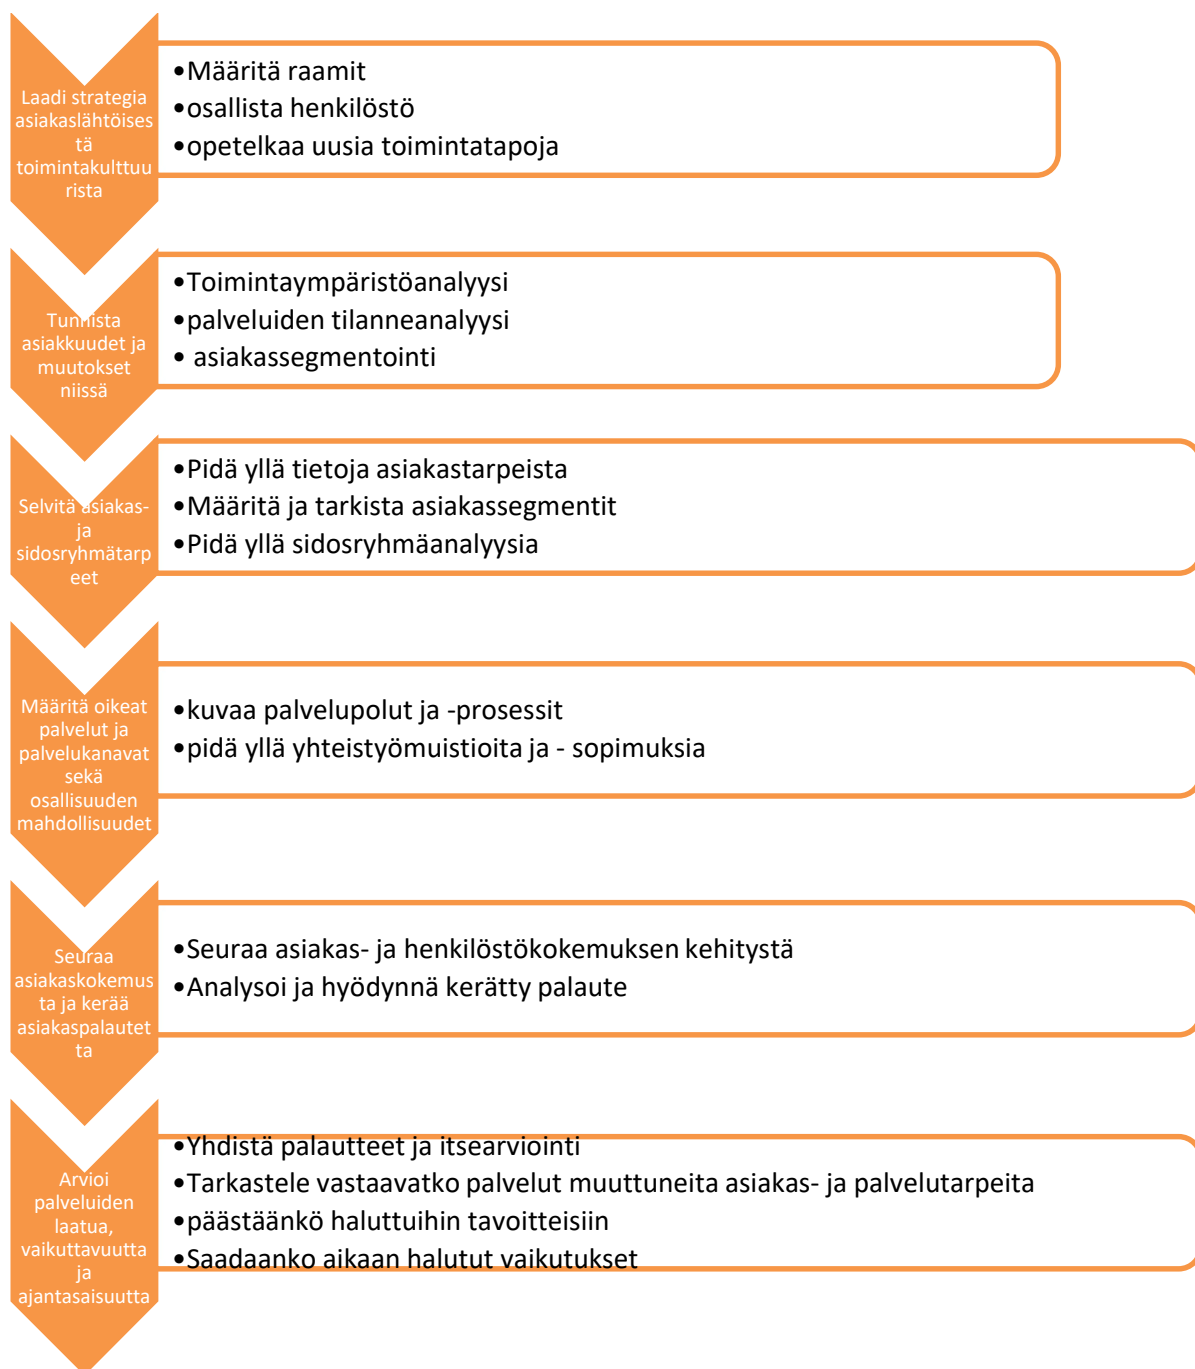 Laadi strategia
asiakaslähtöises
tä
toimintakulttuu
rista
•Määritä raamit
•osallista henkilöstö
•opetelkaa uusia toimintatapoja
Tunnista
asiakkuudet ja
muutokset
niissä
•Toimintaympäristöanalyysi
•palveluiden tilanneanalyysi
• asiakassegmentointi
Selvitä asiakas-
ja
sidosryhmätarp
eet
•Pidä yllä tietoja asiakastarpeista
•Määritä ja tarkista asiakassegmentit
•Pidä yllä sidosryhmäanalyysia
Määritä oikeat
palvelut ja
palvelukanavat
sekä
osallisuuden
mahdollisuudet
•kuvaa palvelupolut ja -prosessit
•pidä yllä yhteistyömuistioita ja - sopimuksia
Seuraa
asiakaskokemus
ta ja kerää
asiakaspalautet
ta
•Seuraa asiakas- ja henkilöstökokemuksen kehitystä
•Analysoi ja hyödynnä kerätty palaute
Arvioi
palveluiden
laatua,
vaikuttavuutta
ja
ajantasaisuutta
•Yhdistä palautteet ja itsearviointi
•Tarkastele vastaavatko palvelut muuttuneita asiakas- ja palvelutarpeita
•päästäänkö haluttuihin tavoitteisiin
•Saadaanko aikaan halutut vaikutukset